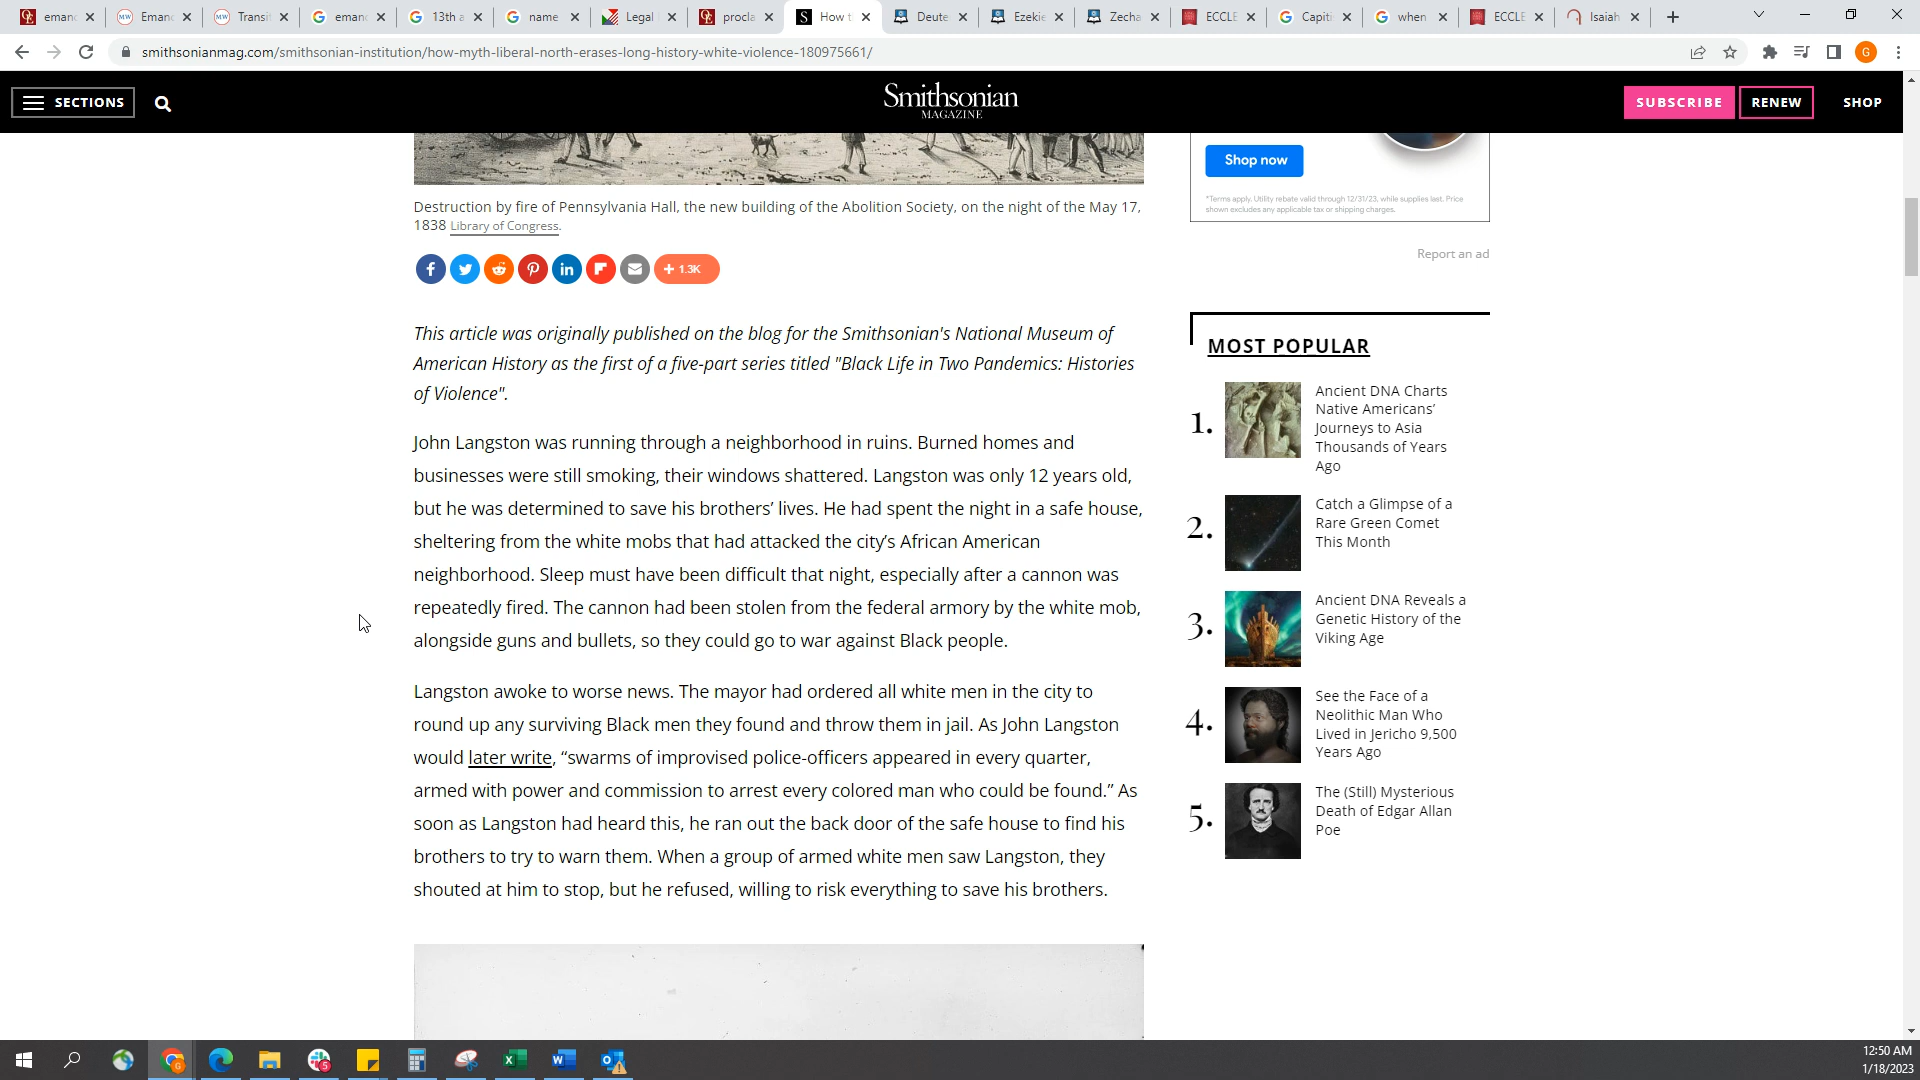 emanc
Emanc
Transit
emanc
13th a
name
Legal
procla
How t
Deute
Ezekie
Zecha
ECCLE
Capiti
when
ECCLE
Isaiah
smithsonianmag.com/smithsonian-institution/how-myth-liberal-north-erases-long-history-white-violence-180975661/
G
SECTIONS
Smithsonian
MAGAZINE
SUBSCRIBE
RENEW
SHOP
Destruction by fire of Pennsylvania Hall, the new building of the Abolition Society, on the night of the May 17,
1838 Library of Congress.
+ 1.3K
This article was originally published on the blog for the Smithsonian's National Museum of
American History as the first of a five-part series titled "Black Life in Two Pandemics: Histories
of Violence".
John Langston was running through a neighborhood in ruins. Burned homes and
businesses were still smoking, their windows shattered. Langston was only 12 years old,
but he was determined to save his brothers’ lives. He had spent the night in a safe house,
sheltering from the white mobs that had attacked the city’s African American
neighborhood. Sleep must have been difficult that night, especially after a cannon was
repeatedly fired. The cannon had been stolen from the federal armory by the white mob,
alongside guns and bullets, so they could go to war against Black people.
Langston awoke to worse news. The mayor had ordered all white men in the city to
round up any surviving Black men they found and throw them in jail. As John Langston
would later write, “swarms of improvised police-officers appeared in every quarter,
armed with power and commission to arrest every colored man who could be found.” As
soon as Langston had heard this, he ran out the back door of the safe house to find his
brothers to try to warn them. When a group of armed white men saw Langston, they
shouted at him to stop, but he refused, willing to risk everything to save his brothers.
Shop now
*Terms apply. Utility rebate valid through 12/31/23, while supplies last. Price
shown excludes any applicable tax or shipping charges.
Report an ad
MOST POPULAR
1.
Ancient DNA Charts
Native Americans’
Journeys to Asia
Thousands of Years
Ago
2.
Catch a Glimpse of a
Rare Green Comet
This Month
3.
Ancient DNA Reveals a
Genetic History of the
Viking Age
4.
See the Face of a
Neolithic Man Who
Lived in Jericho 9,500
Years Ago
5.
The (Still) Mysterious
Death of Edgar Allan
Poe
12:50 AM
1/18/2023